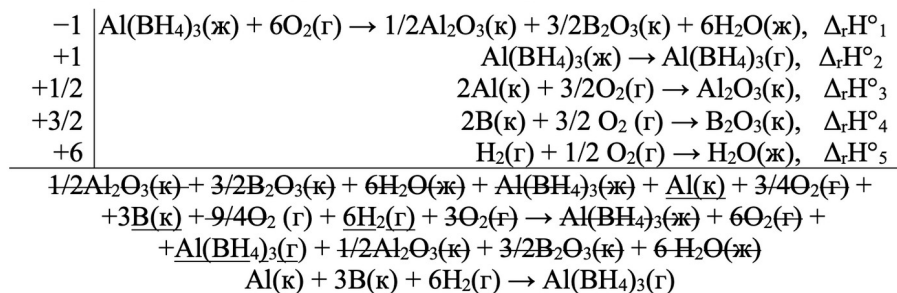 −1 Al(BH₄)₃(ж) + 6O₂(г) → 1/2Al₂O₃(к) + 3/2B₂O₃(к) + 6H₂O(ж), ΔᵣH°₁
+1 Al(BH₄)₃(ж) → Al(BH₄)₃(г), ΔᵣH°₂
+1/2 2Al(к) + 3/2O₂(г) → Al₂O₃(к), ΔᵣH°₃
+3/2 2B(к) + 3/2 O₂ (г) → B₂O₃(к), ΔᵣH°₄
+6 H₂(г) + 1/2 O₂(г) → H₂O(ж), ΔᵣH°₅
1/2Al₂O₃(к) + 3/2B₂O₃(к) + 6H₂O(ж) + Al(BH₄)₃(ж) + Al(к) + 3/4O₂(г) +
+3B(к) + 9/4O₂ (г) + 6H₂(г) + 3O₂(г) → Al(BH₄)₃(ж) + 6O₂(г) +
+Al(BH₄)₃(г) + 1/2Al₂O₃(к) + 3/2B₂O₃(к) + 6 H₂O(ж)
Al(к) + 3B(к) + 6H₂(г) → Al(BH₄)₃(г)